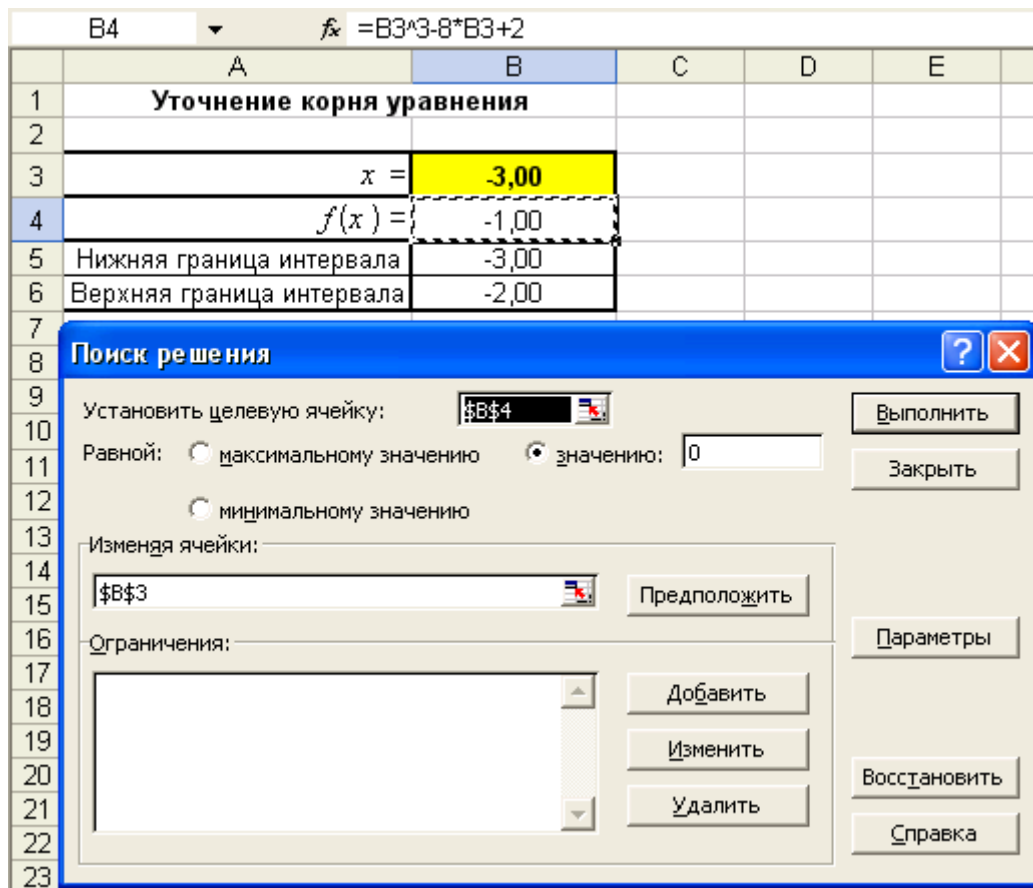 B4 fx =B3^3-8*B3+2
A B C D E
1 Уточнение корня уравнения
2
3 x = -3,00
4 f(x) = -1,00
5 Нижняя граница интервала -3,00
6 Верхняя граница интервала -2,00
7
8 Поиск решения ?
9 Установить целевую ячейку: $B$4 Выполнить
10
11 Равной: максимальному значению значению: 0 Закрыть
12 минимальному значению
13 Изменяя ячейки:
14
15 $B$3 Предположить
16 Ограничения: Параметры
17
18 Добавить
19 Изменить
20 Восстановить
21 Удалить
22 Справка
23